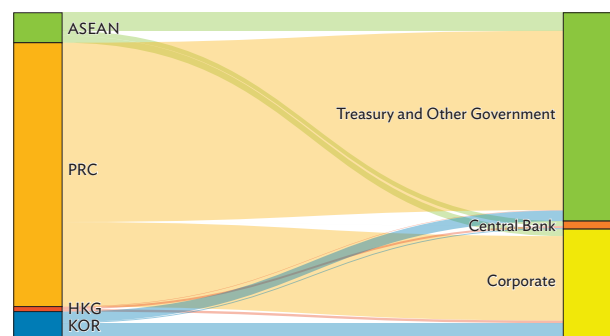 ASEAN
Treasury and Other Government
PRC
Central Bank
Corporate
HKG
KOR